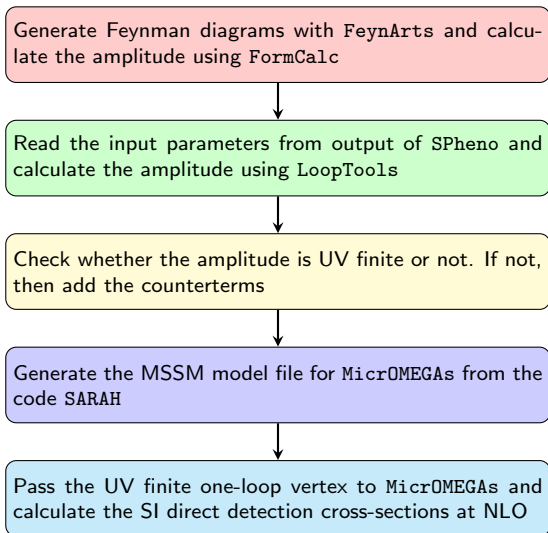 Generate Feynman diagrams with FeynArts and calcu-
late the amplitude using FormCalc
Read the input parameters from output of SPheno and
calculate the amplitude using LoopTools
Check whether the amplitude is UV finite or not. If not,
then add the counterterms
Generate the MSSM model file for MicrOMEGAs from the
code SARAH
Pass the UV finite one-loop vertex to MicrOMEGAs and
calculate the SI direct detection cross-sections at NLO